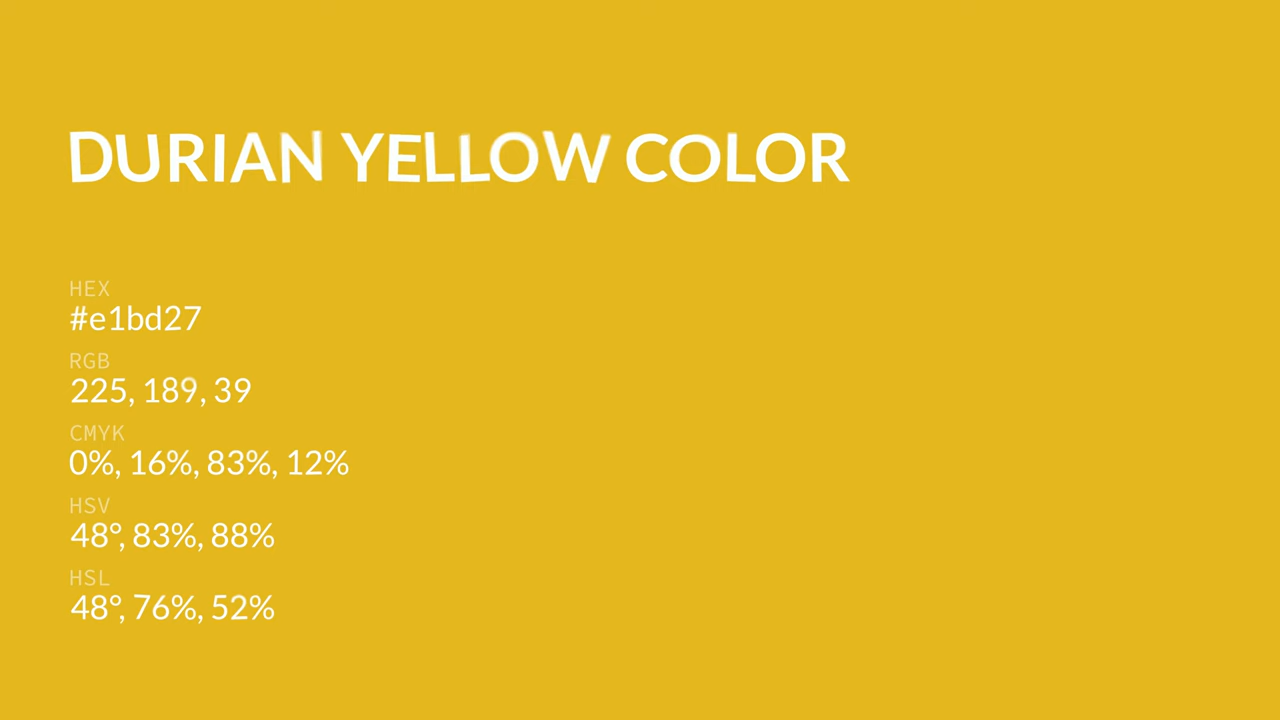 DURIAN YELLOW COLOR
HEX
#e1bd27
RGB
225, 189, 39
CMYK
0%, 16%, 83%, 12%
HSV
48°, 83%, 88%
HSL
48°, 76%, 52%